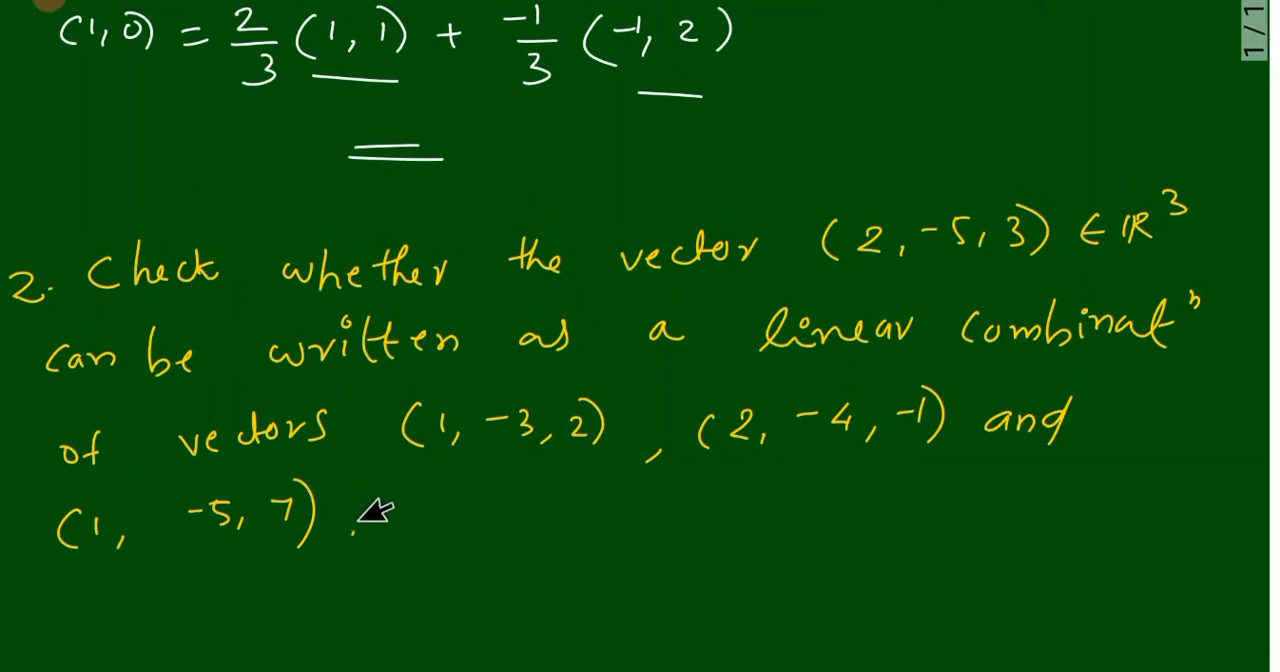 (1,0) = 2/3 (1,1) + -1/3 (-1, 2)
1/1
2. Check whether the vector (2,-5,3) ∈ ℝ³
can be written as a linear combinatⁿ
of vectors (1,-3,2), (2,-4,-1) and
(1, -5,7).